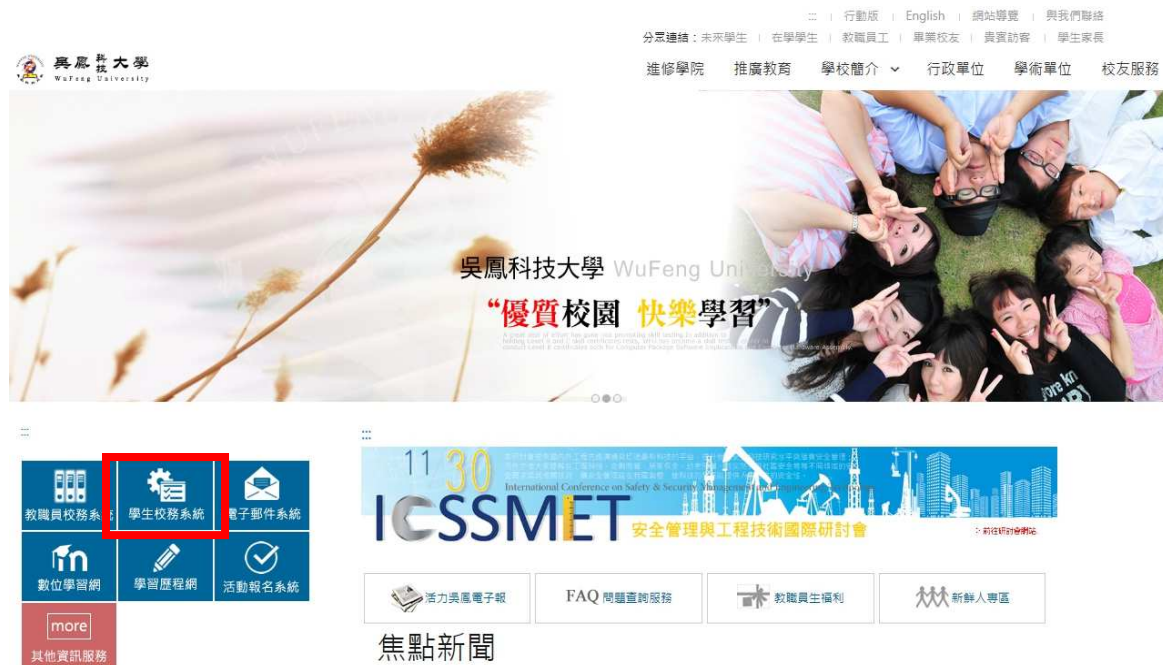 ::: | 行動版 | English | 網站導覽 | 與我們聯絡
分眾連結：未來學生 | 在學學生 | 教職員工 | 畢業校友 | 貴賓訪客 | 學生家長
吳鳳科技大學
WuFeng University
進修學院 推廣教育 學校簡介 行政單位 學術單位 校友服務
吳鳳科技大學 WuFeng University
“優質校園 快樂學習”
:::
教職員校務系統 學生校務系統 電子郵件系統
數位學習網 學習歷程網 活動報名系統
more
其他資訊服務
:::
11 30
International Conference on Safety & Security Management and Engineering Technology
ICSSMET 安全管理與工程技術國際研討會
> 前往研討會網站
活力吳鳳電子報 FAQ 問題查詢服務 教職員生福利 新鮮人專區
焦點新聞